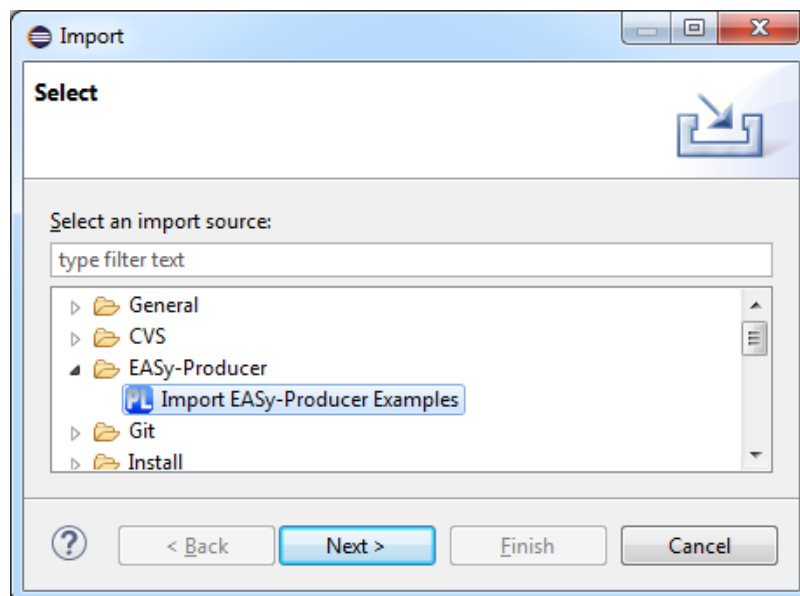 Import
Select
Select an import source:
type filter text
General
CVS
EASy-Producer
PL Import EASy-Producer Examples
Git
Install
? < Back Next > Finish Cancel